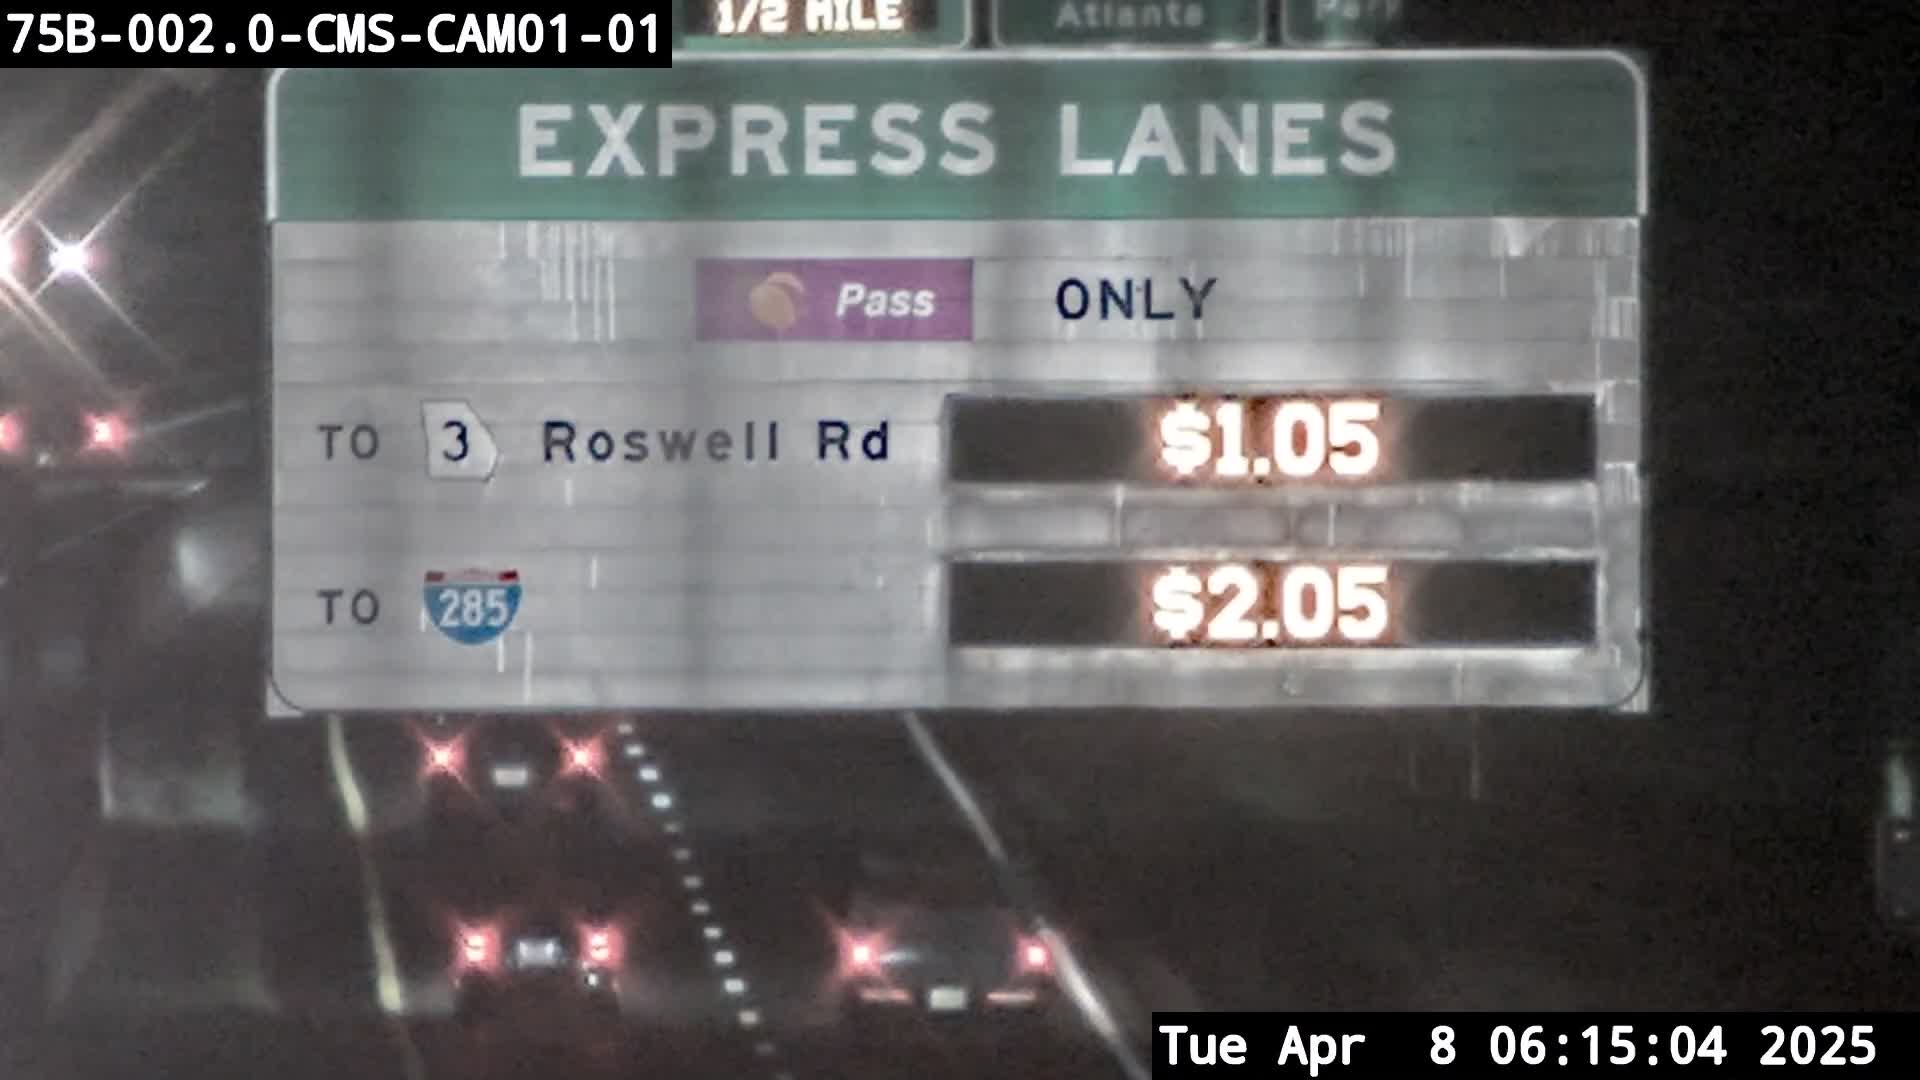 75B-002.0-CMS-CAM01-01
1/2 MILE
Atlanta
EXPRESS LANES
Pass ONLY
TO 3 Roswell Rd $1.05
TO 285 $2.05
Tue Apr 8 06:15:04 2025